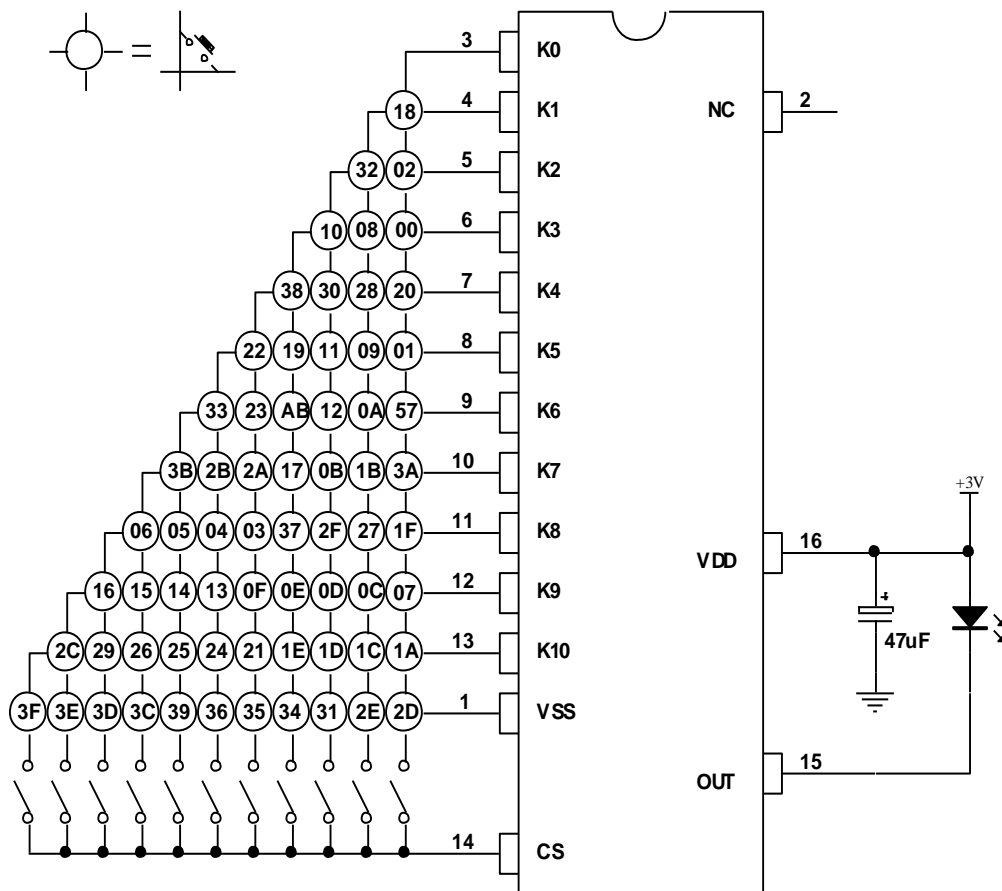 3 K0
18 4 K1 NC 2
32 02 5 K2
10 08 00 6 K3
38 30 28 20 7 K4
22 19 11 09 01 8 K5
33 23 AB 12 0A 57 9 K6
3B 2B 2A 17 0B 1B 3A 10 K7
+3V
06 05 04 03 37 2F 27 1F 11 K8
VDD 16
16 15 14 13 0F 0E 0D 0C 07 12 K9
+
47uF
2C 29 26 25 24 21 1E 1D 1C 1A 13 K10
3F 3E 3D 3C 39 36 35 34 31 2E 2D 1 VSS
OUT 15
14 CS